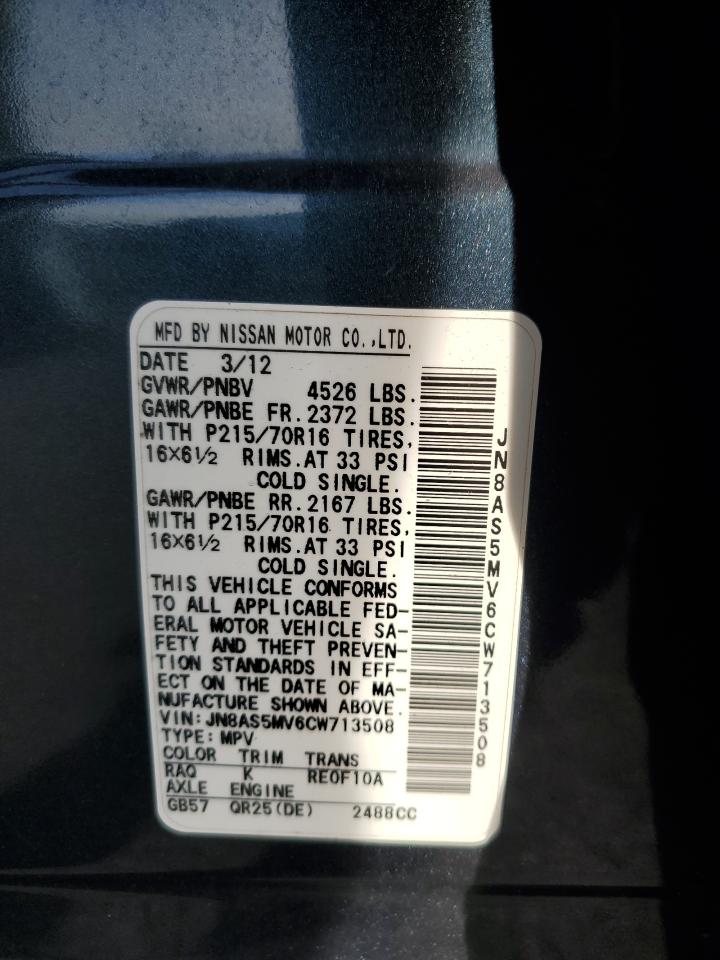 MFD BY NISSAN MOTOR CO.,LTD.
DATE 3/12
GVWR/PNBV 4526 LBS.
GAWR/PNBE FR.2372 LBS.
WITH P215/70R16 TIRES,
16×6½ RIMS.AT 33 PSI
COLD SINGLE.
GAWR/PNBE RR.2167 LBS.
WITH P215/70R16 TIRES,
16×6½ RIMS.AT 33 PSI
COLD SINGLE.
THIS VEHICLE CONFORMS
TO ALL APPLICABLE FED-
ERAL MOTOR VEHICLE SA-
FETY AND THEFT PREVEN-
TION STANDARDS IN EFF-
ECT ON THE DATE OF MA-
NUFACTURE SHOWN ABOVE.
VIN:JN8AS5MV6CW713508
TYPE:MPV
COLOR TRIM TRANS
RAQ K RE0F10A
AXLE ENGINE
GB57 QR25(DE) 2488CC
JN8AS5MV6CW713508